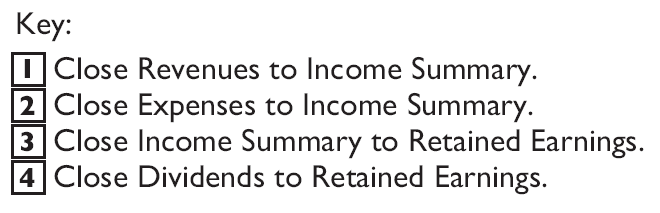 Key:
1 Close Revenues to Income Summary.
2 Close Expenses to Income Summary.
3 Close Income Summary to Retained Earnings.
4 Close Dividends to Retained Earnings.